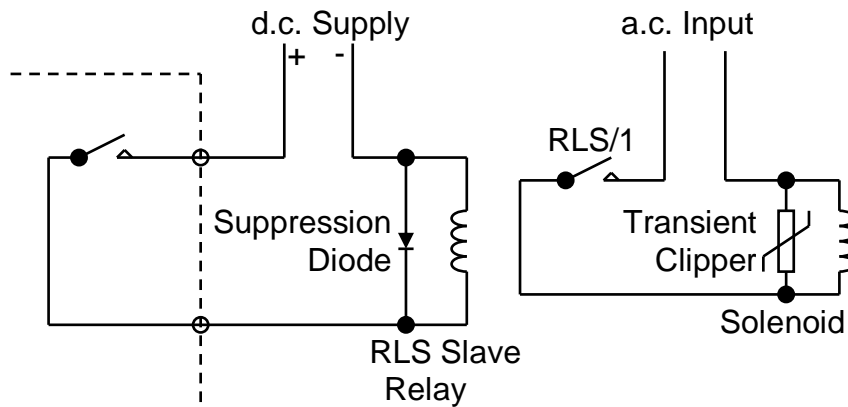 d.c. Supply
+ -
a.c. Input
RLS/1
Suppression
Diode
Transient
Clipper
RLS Slave
Relay
Solenoid